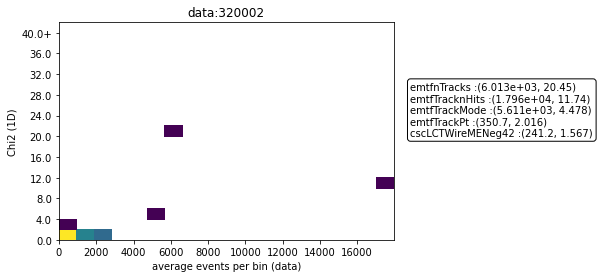 data:320002
40.0+
36.0
32.0
28.0
24.0
20.0
16.0
12.0
8.0
4.0
0.0
Chi2 (1D)
0 2000 4000 6000 8000 10000 12000 14000 16000
average events per bin (data)
emtfnTracks :(6.013e+03, 20.45)
emtfTracknHits :(1.796e+04, 11.74)
emtfTrackMode :(5.611e+03, 4.478)
emtfTrackPt :(350.7, 2.016)
cscLCTWireMENeg42 :(241.2, 1.567)